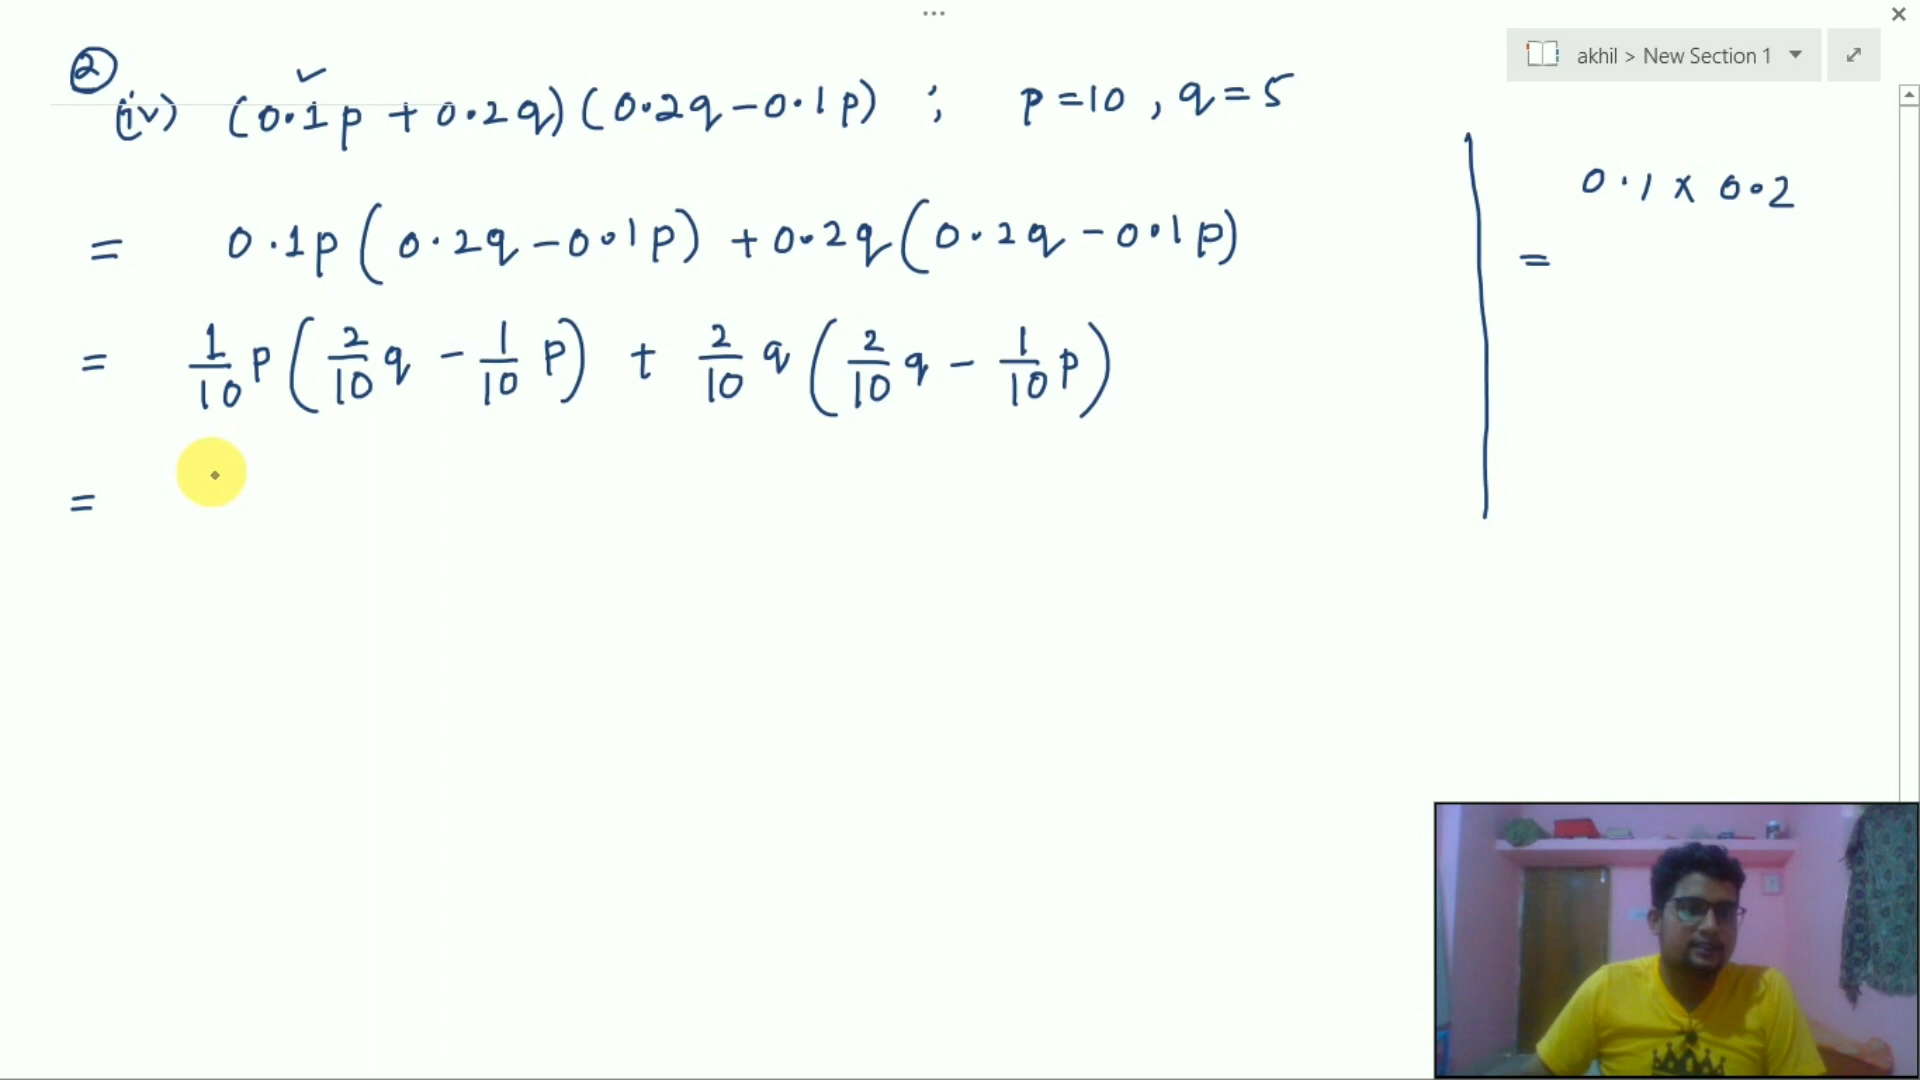 akhil > New Section 1
②
(iv) (0.1p + 0.2q)(0.2q – 0.1p) ; p = 10 , q = 5
= 0.1p(0.2q – 0.1p) + 0.2q(0.2q – 0.1p)
= 1/10 p(2/10 q – 1/10 p) + 2/10 q(2/10 q – 1/10 p)
=
0.1 x 0.2
=